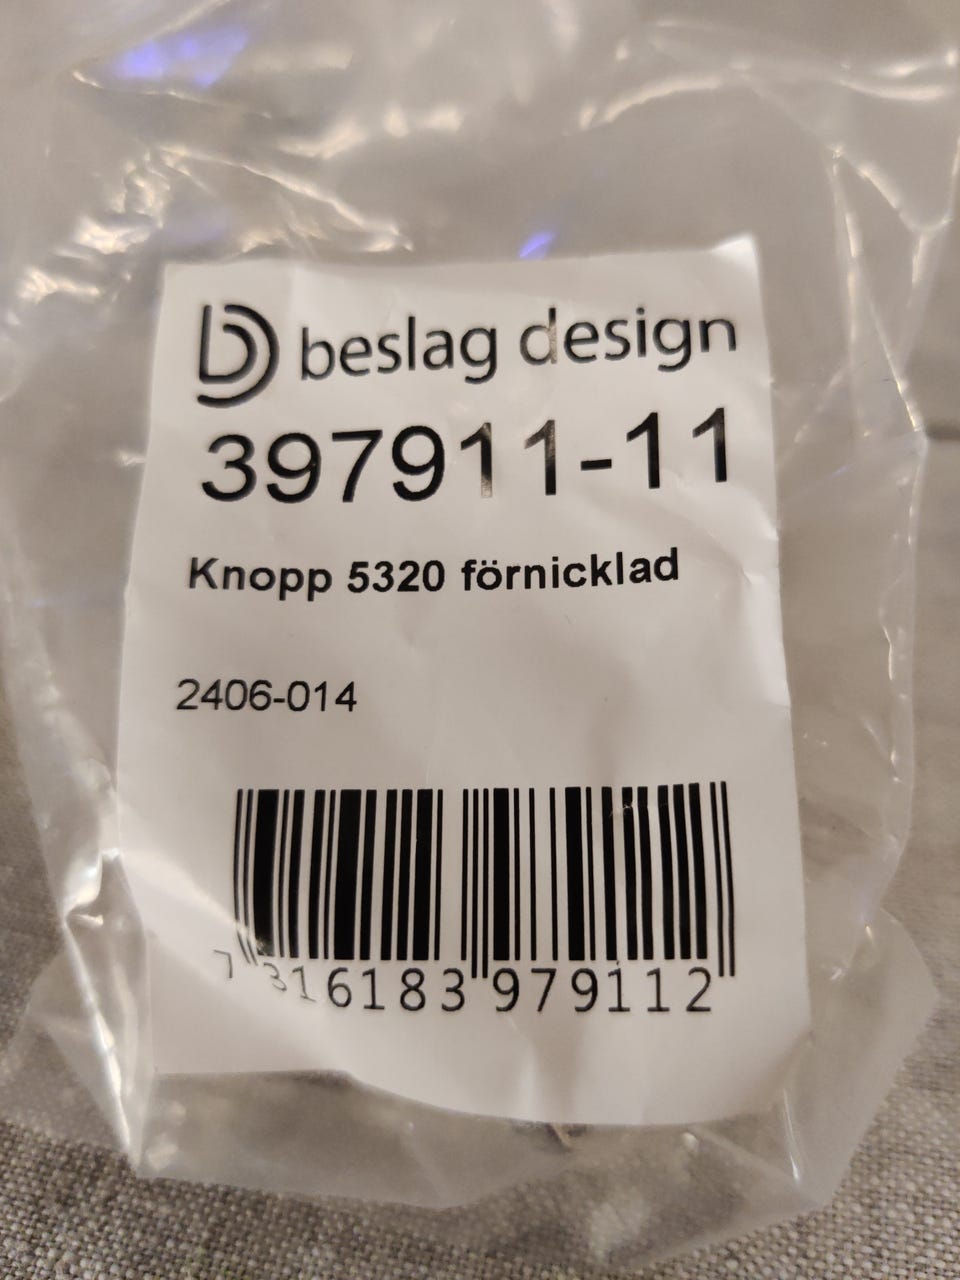 beslag design
397911-11
Knopp 5320 förnicklad
2406-014
7 316183 979112